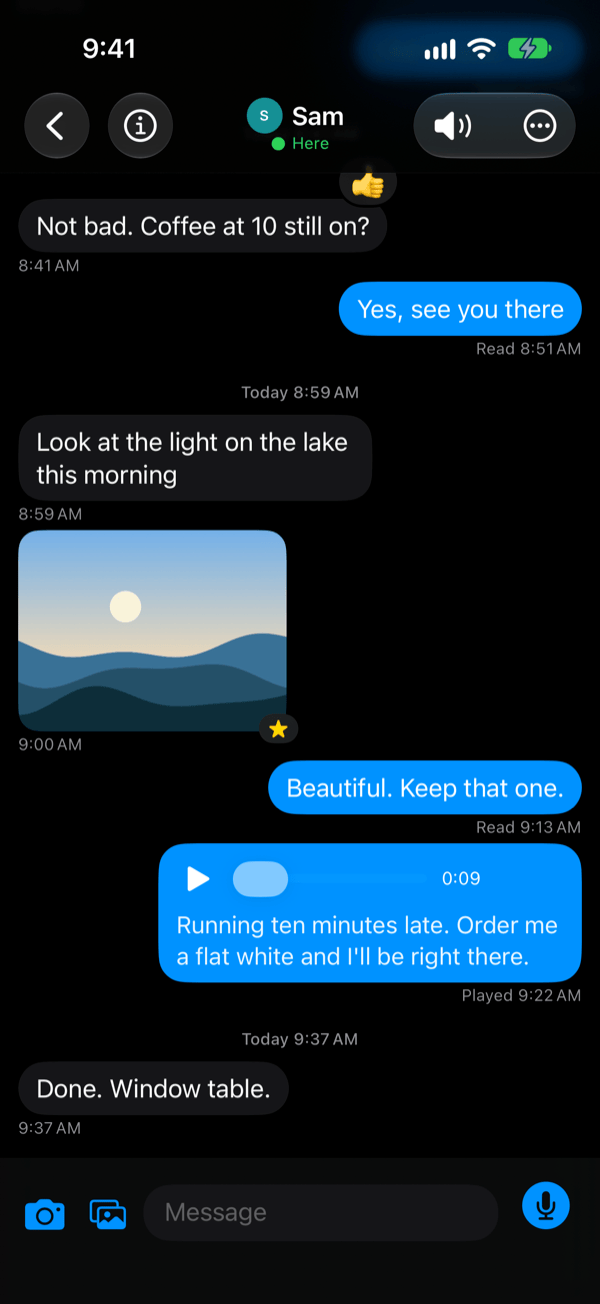 9:41
S
Sam
Here
Not bad. Coffee at 10 still on?
8:41 AM
Yes, see you there
Read 8:51 AM
Today 8:59 AM
Look at the light on the lake
this morning
8:59 AM
9:00 AM
Beautiful. Keep that one.
Read 9:13 AM
0:09
Running ten minutes late. Order me
a flat white and I'll be right there.
Played 9:22 AM
Today 9:37 AM
Done. Window table.
9:37 AM
Message